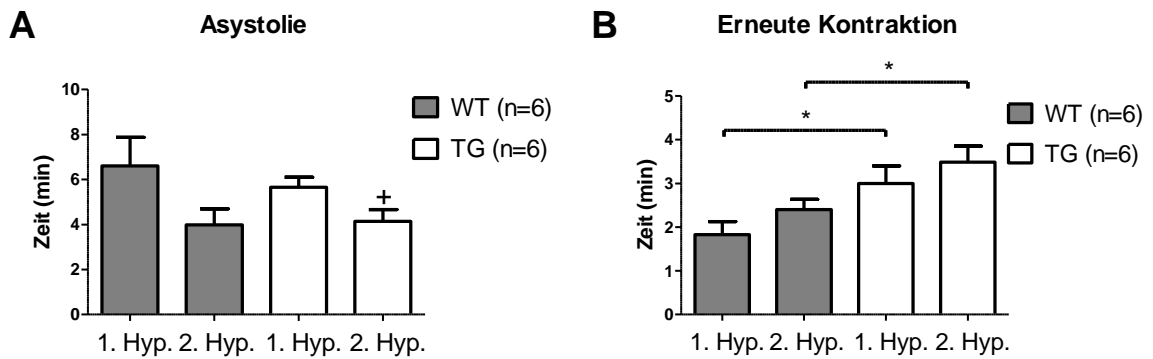 A
Asystolie
10
8
6
4
2
0
Zeit (min)
+
WT (n=6)
TG (n=6)
1. Hyp. 2. Hyp. 1. Hyp. 2. Hyp.
B
Erneute Kontraktion
5
4
3
2
1
0
Zeit (min)
*
*
WT (n=6)
TG (n=6)
1. Hyp. 2. Hyp. 1. Hyp. 2. Hyp.